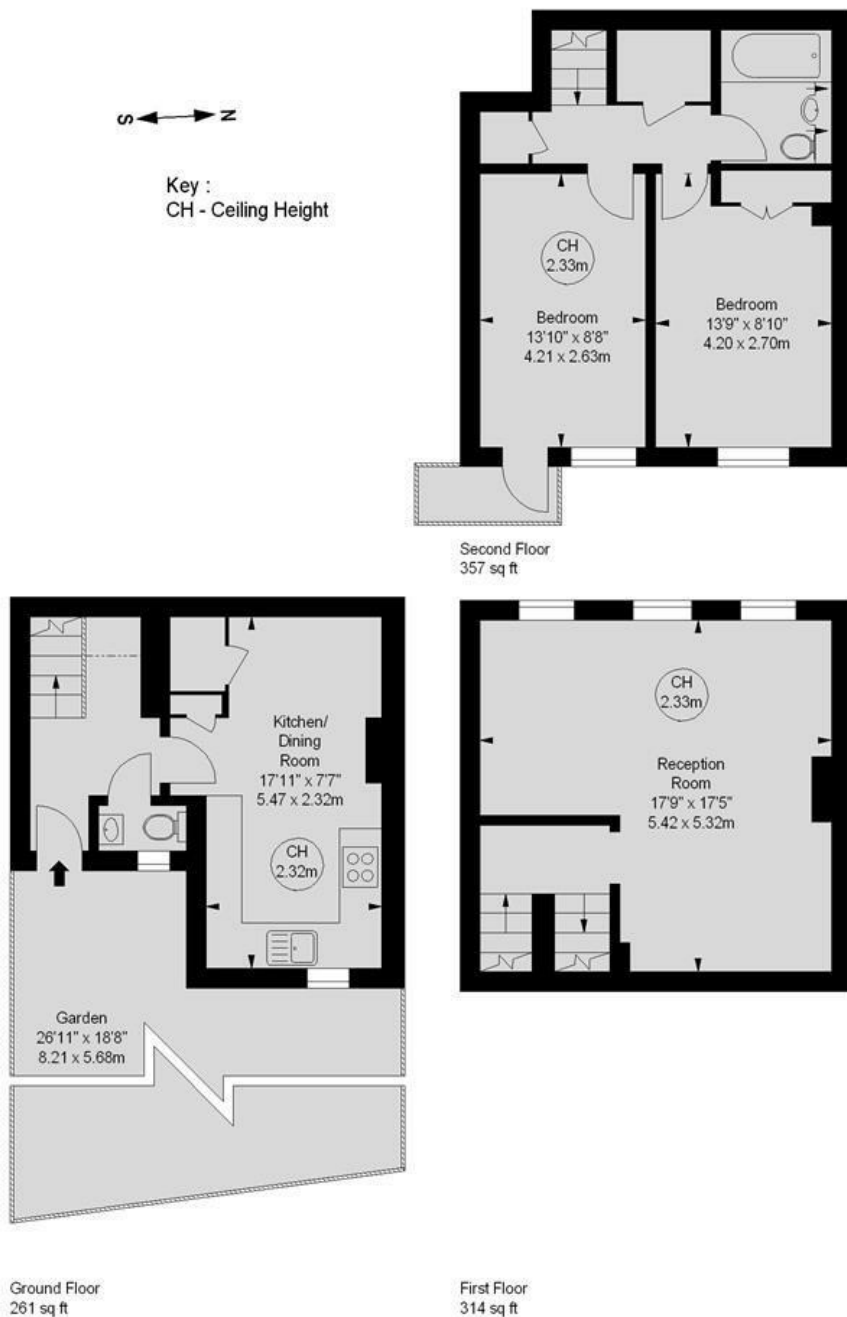 S N
Key :
CH - Ceiling Height
CH
2.33m
Bedroom
13'10" x 8'8"
4.21 x 2.63m
Bedroom
13'9" x 8'10"
4.20 x 2.70m
Second Floor
357 sq ft
Kitchen/
Dining
Room
17'11" x 7'7"
5.47 x 2.32m
CH
2.32m
Garden
26'11" x 18'8"
8.21 x 5.68m
Ground Floor
261 sq ft
CH
2.33m
Reception
Room
17'9" x 17'5"
5.42 x 5.32m
First Floor
314 sq ft